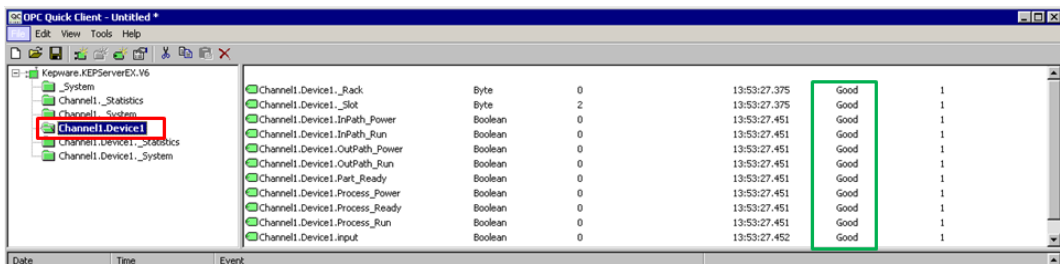 OPC Quick Client - Untitled *
File Edit View Tools Help
Kepware.KEPServerEX.V6
_System
Channel1._Statistics
Channel1._System
Channel1.Device1
Channel1.Device1._Statistics
Channel1.Device1._System
Channel1.Device1._Rack Byte 0 13:53:27.375 Good 1
Channel1.Device1._Slot Byte 2 13:53:27.375 Good 1
Channel1.Device1.InPath_Power Boolean 0 13:53:27.451 Good 1
Channel1.Device1.InPath_Run Boolean 0 13:53:27.451 Good 1
Channel1.Device1.OutPath_Power Boolean 0 13:53:27.451 Good 1
Channel1.Device1.OutPath_Run Boolean 0 13:53:27.451 Good 1
Channel1.Device1.Part_Ready Boolean 0 13:53:27.451 Good 1
Channel1.Device1.Process_Power Boolean 0 13:53:27.451 Good 1
Channel1.Device1.Process_Ready Boolean 0 13:53:27.451 Good 1
Channel1.Device1.Process_Run Boolean 0 13:53:27.451 Good 1
Channel1.Device1.input Boolean 0 13:53:27.452 Good 1
Date Time Event